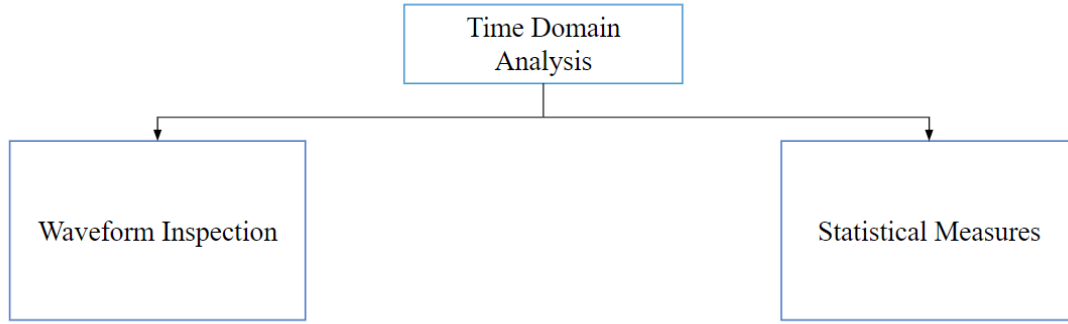 Time Domain
Analysis
Waveform Inspection
Statistical Measures